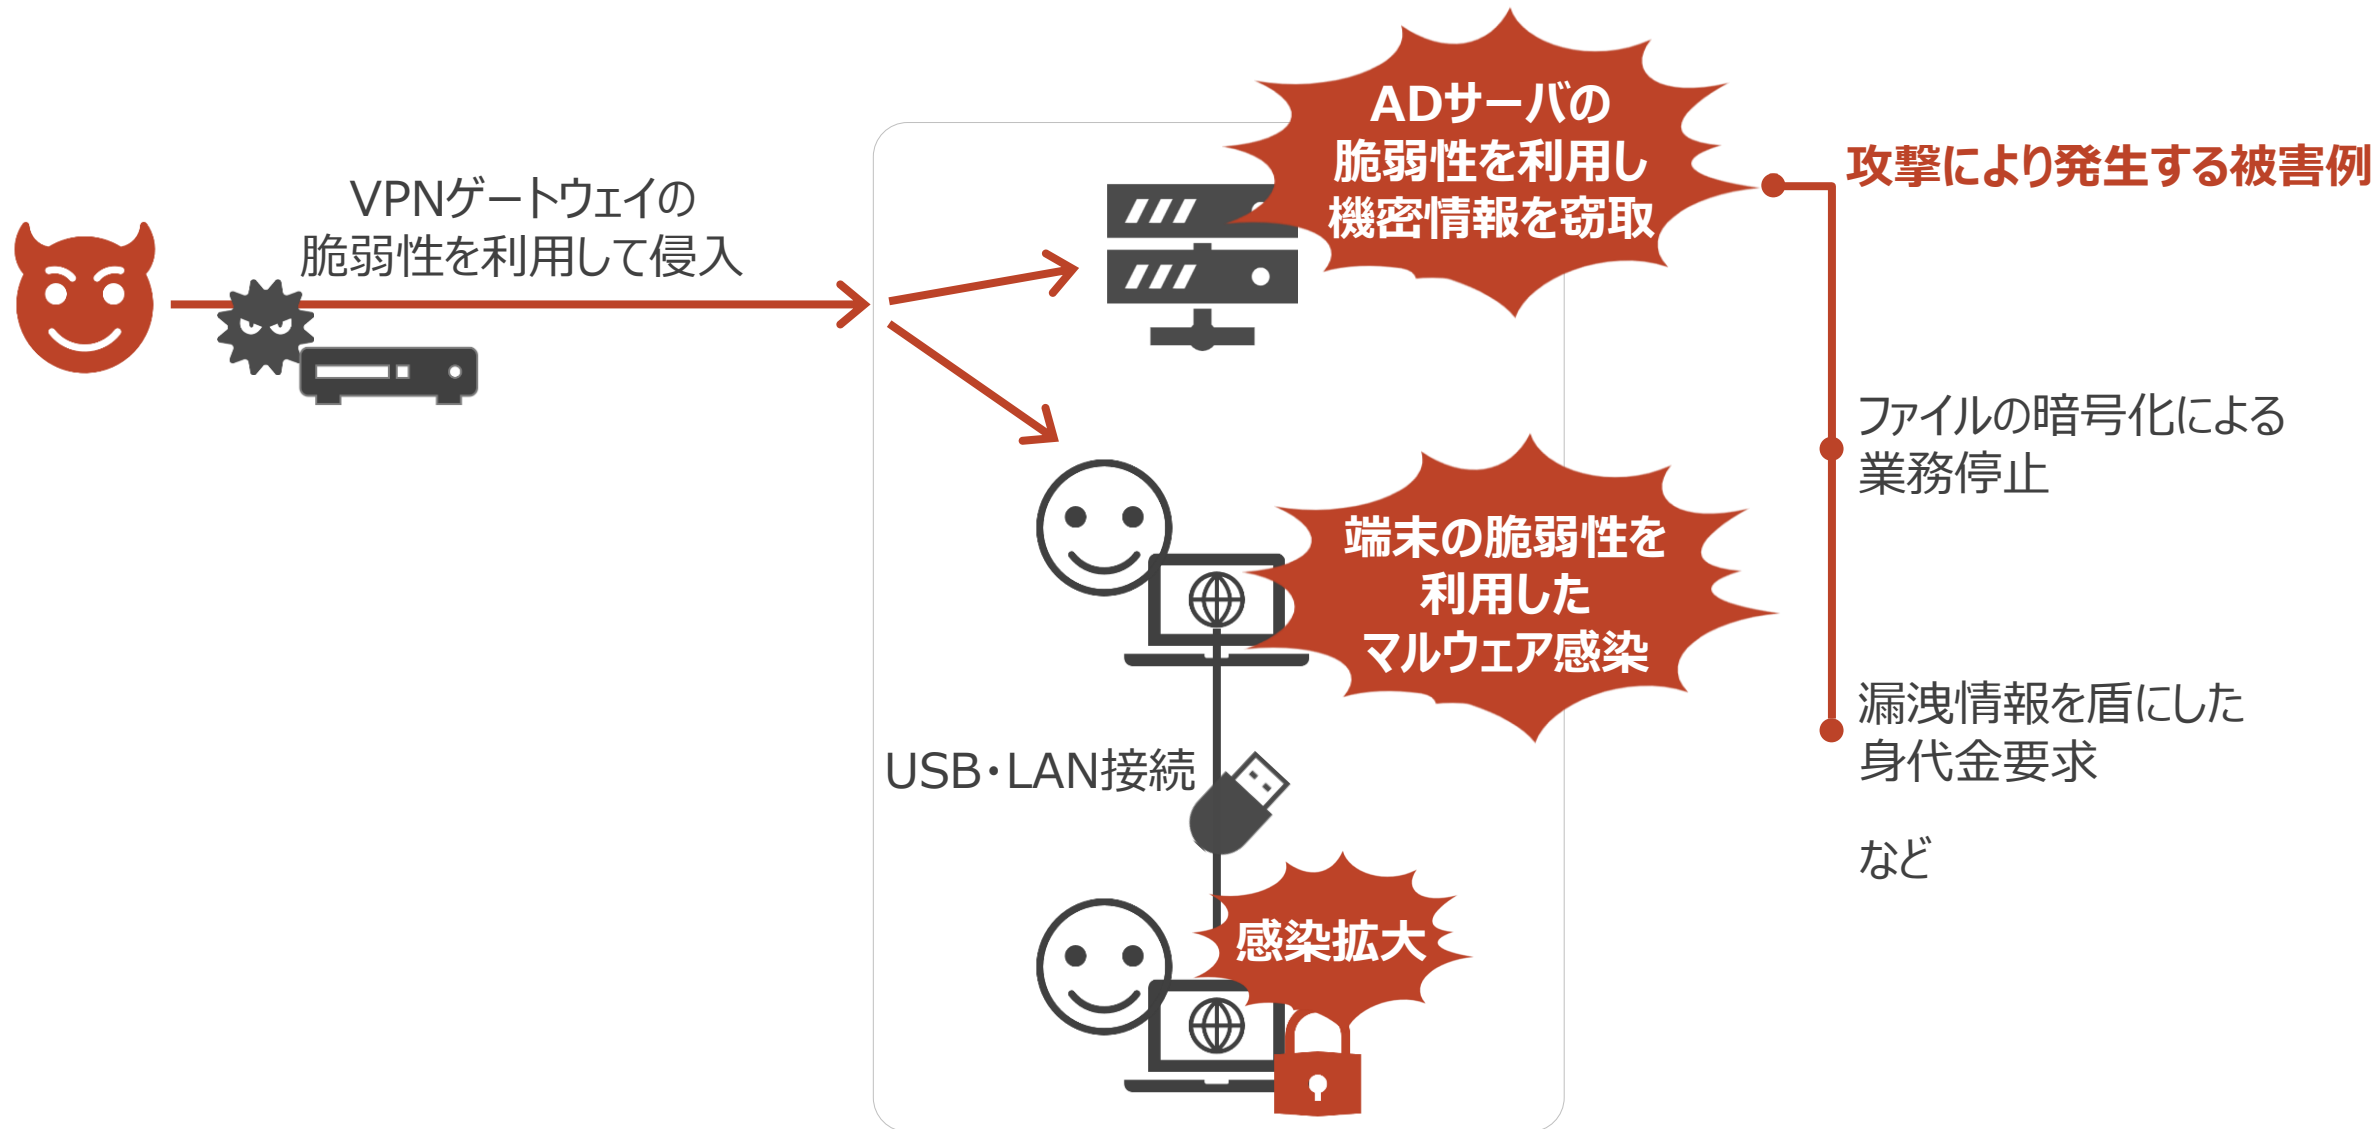 VPNゲートウェイの
脆弱性を利用して侵入
ADサーバの
脆弱性を利用し
機密情報を窃取
端末の脆弱性を
利用した
マルウェア感染
USB・LAN接続
感染拡大
攻撃により発生する被害例
ファイルの暗号化による
業務停止
漏洩情報を盾にした
身代金要求
など